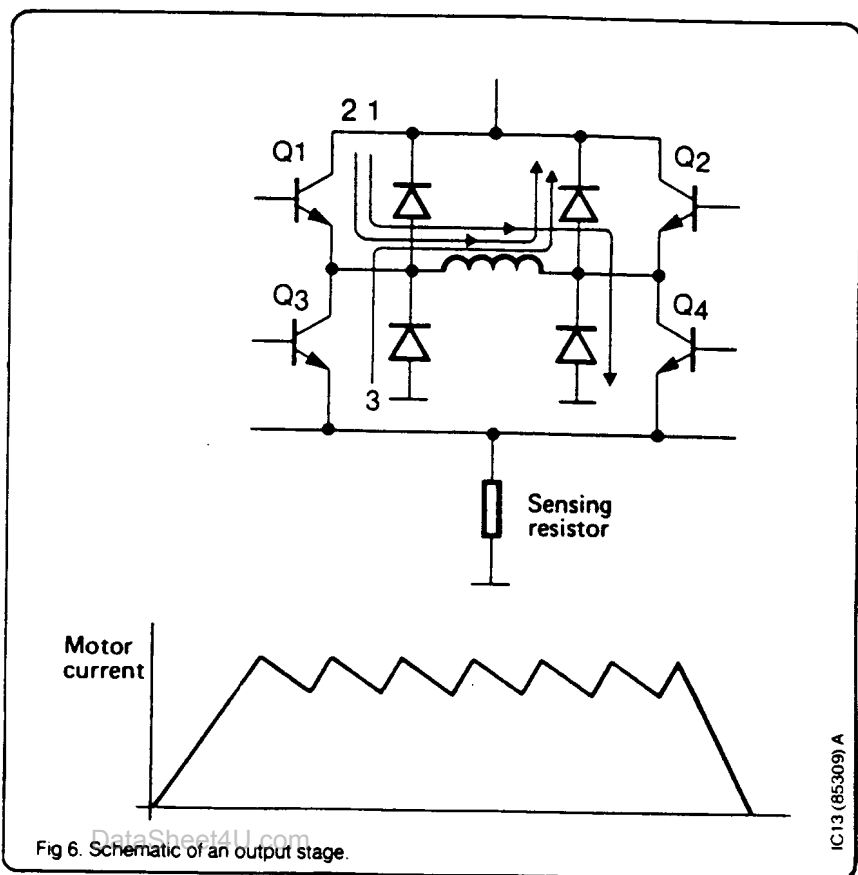 2 1
Q1
Q2
Q3
Q4
3
Sensing
resistor
Motor
current
IC13 (85309) A
DataSheet4U.com
Fig 6. Schematic of an output stage.